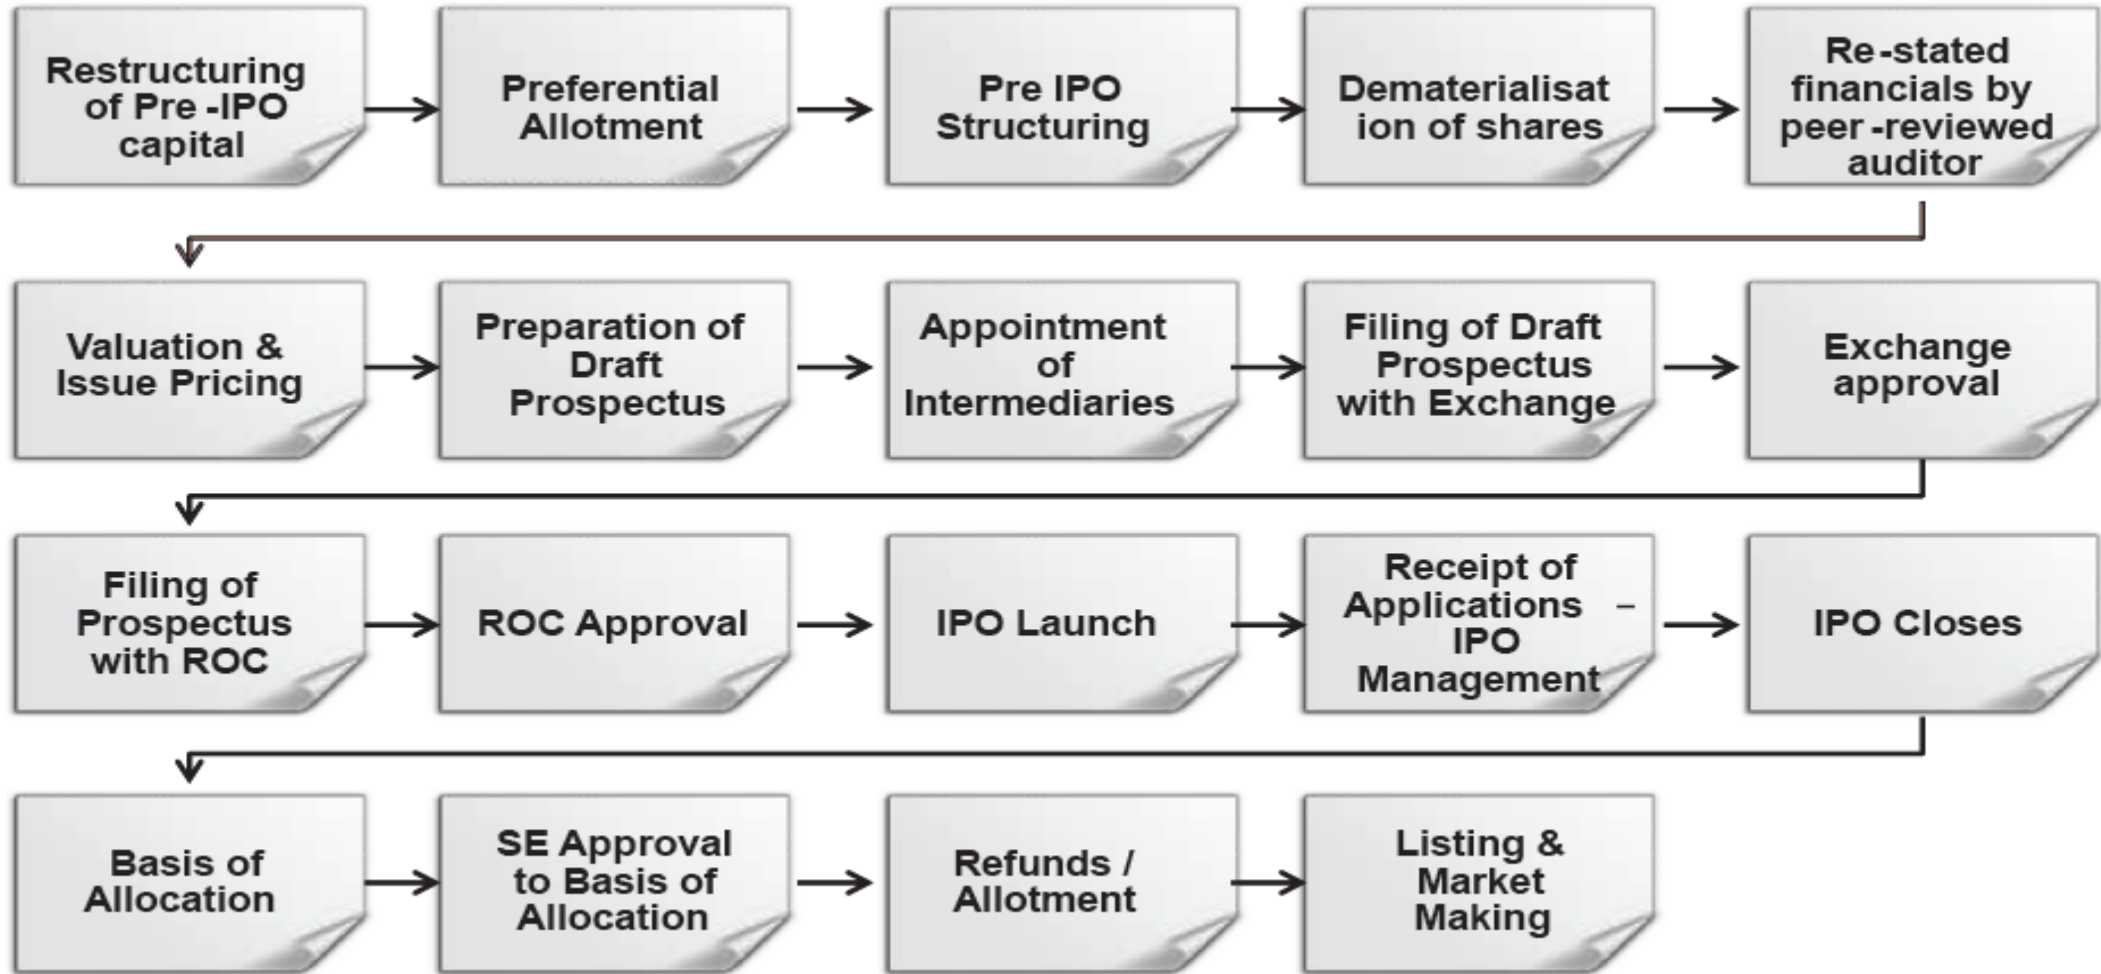 Restructuring
of Pre -IPO
capital
Preferential
Allotment
Pre IPO
Structuring
Dematerialisat
ion of shares
Re-stated
financials by
peer-reviewed
auditor
Valuation &
Issue Pricing
Preparation of
Draft
Prospectus
Appointment
of
Intermediaries
Filing of Draft
Prospectus
with Exchange
Exchange
approval
Filing of
Prospectus
with ROC
ROC Approval
IPO Launch
Receipt of
Applications –
IPO
Management
IPO Closes
Basis of
Allocation
SE Approval
to Basis of
Allocation
Refunds /
Allotment
Listing &
Market
Making